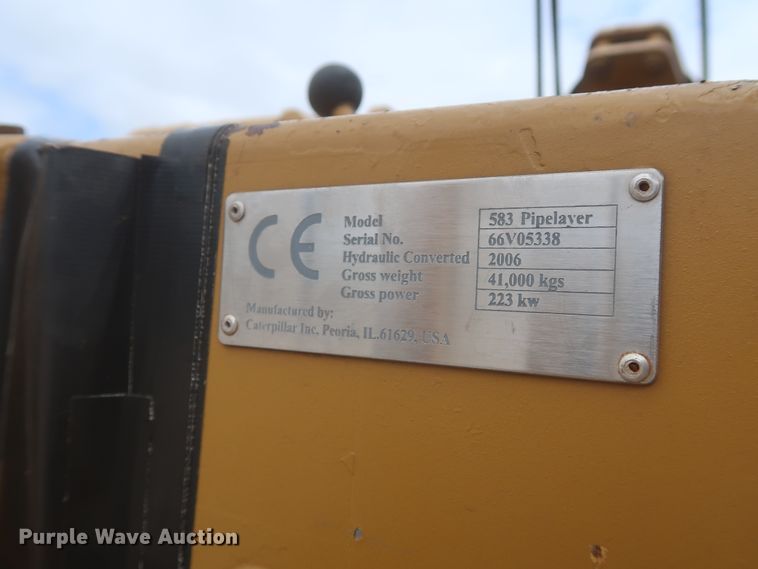 CE
Model 583 Pipelayer
Serial No. 66V05338
Hydraulic Converted 2006
Gross weight 41,000 kgs
Gross power 223 kw
Manufactured by:
Caterpillar Inc. Peoria, IL.61629, USA
Purple Wave Auction